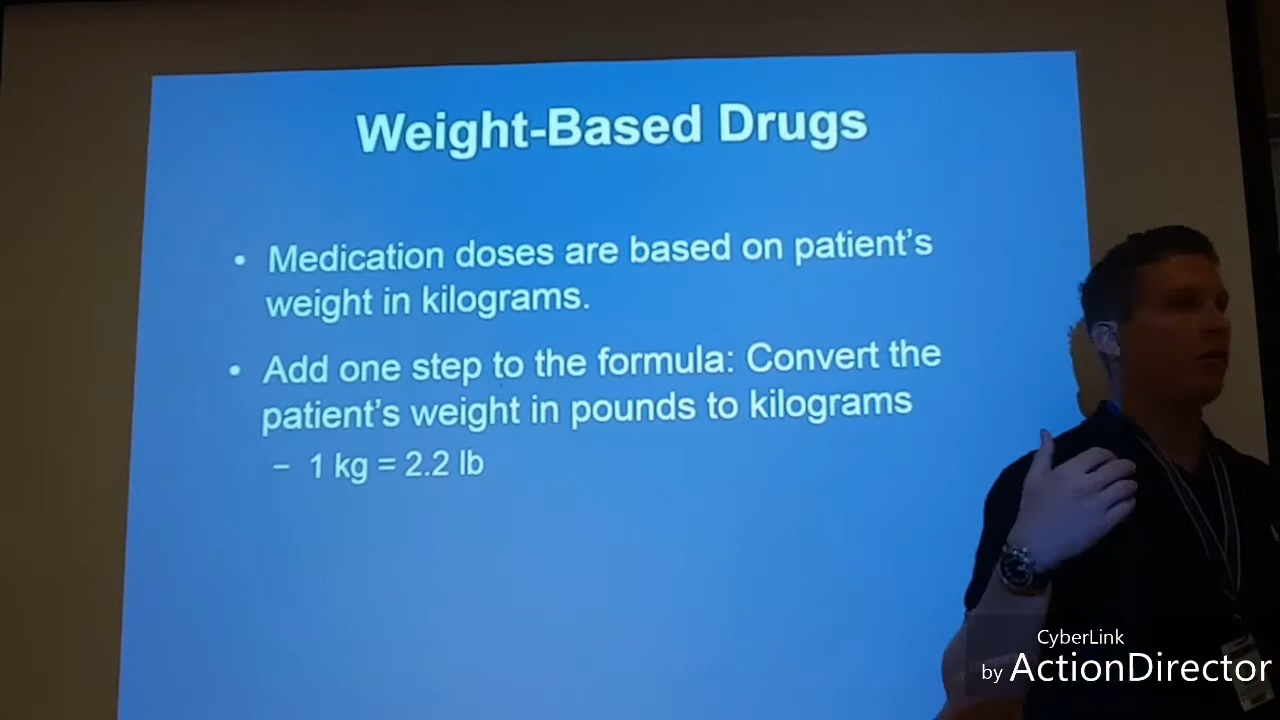 Weight-Based Drugs
• Medication doses are based on patient's
weight in kilograms.
• Add one step to the formula: Convert the
patient's weight in pounds to kilograms
– 1 kg = 2.2 lb
CyberLink
by ActionDirector